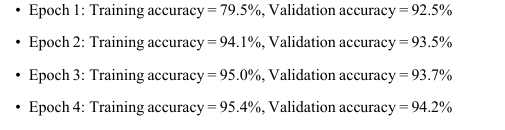 • Epoch 1: Training accuracy = 79.5%, Validation accuracy = 92.5%
• Epoch 2: Training accuracy = 94.1%, Validation accuracy = 93.5%
• Epoch 3: Training accuracy = 95.0%, Validation accuracy = 93.7%
• Epoch 4: Training accuracy = 95.4%, Validation accuracy = 94.2%